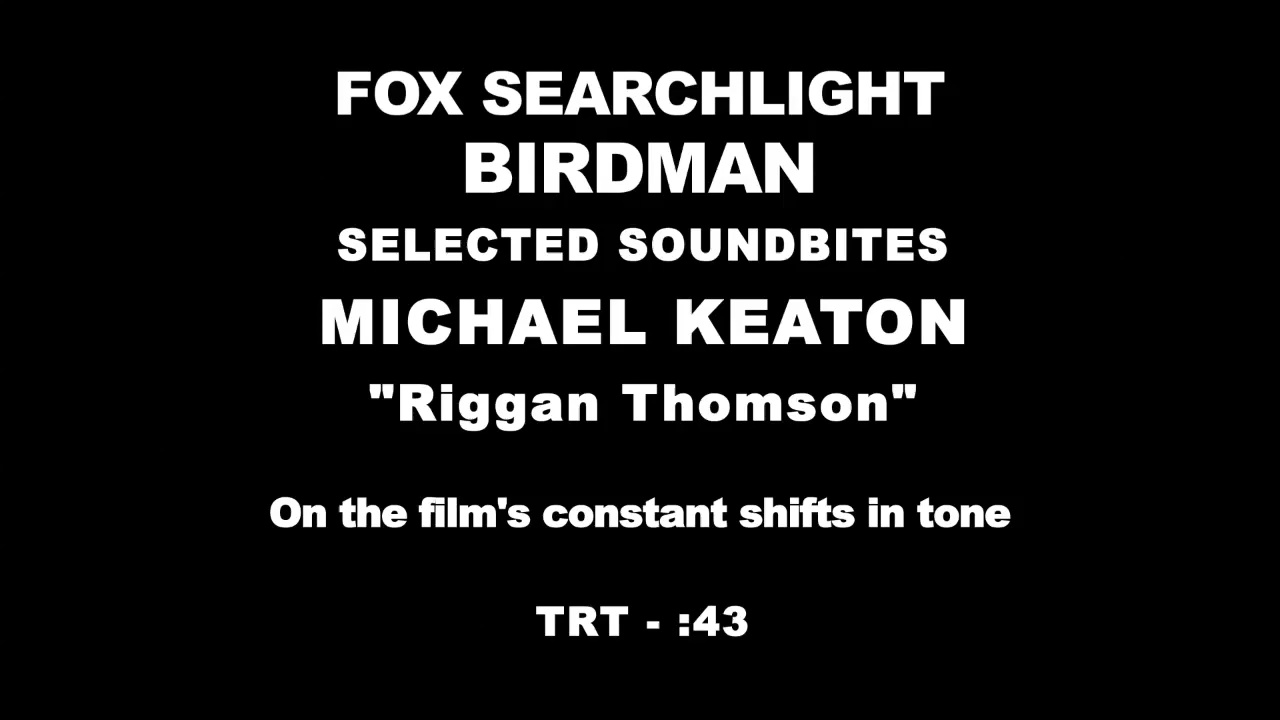 FOX SEARCHLIGHT
BIRDMAN
SELECTED SOUNDBITES
MICHAEL KEATON
"Riggan Thomson"
On the film's constant shifts in tone
TRT - :43